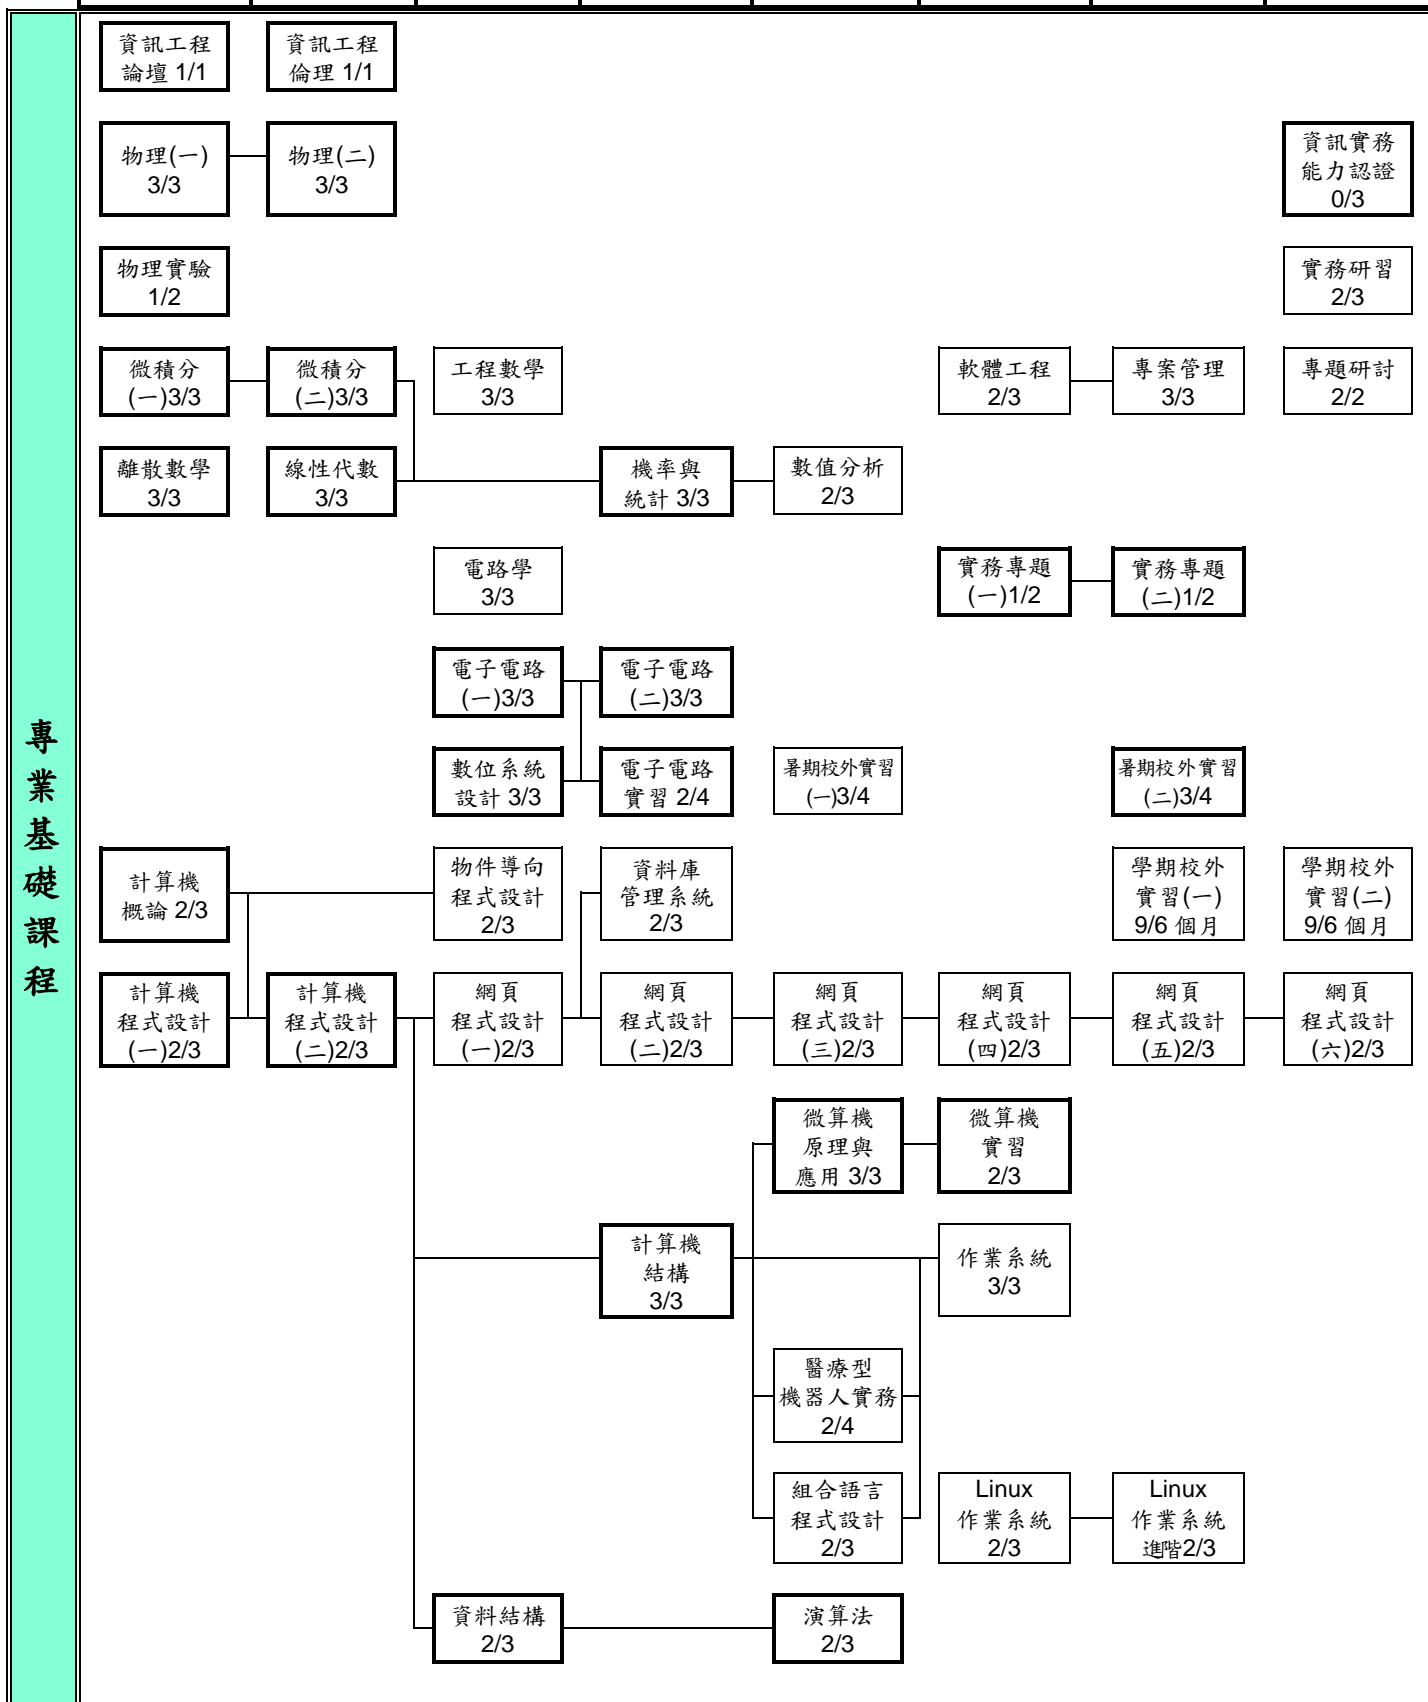 專業基礎課程
資訊工程
論壇 1/1
資訊工程
倫理 1/1
物理(一)
3/3
物理(二)
3/3
資訊實務
能力認證
0/3
物理實驗
1/2
實務研習
2/3
微積分
(一)3/3
微積分
(二)3/3
工程數學
3/3
軟體工程
2/3
專案管理
3/3
專題研討
2/2
離散數學
3/3
線性代數
3/3
機率與
統計 3/3
數值分析
2/3
電路學
3/3
實務專題
(一)1/2
實務專題
(二)1/2
電子電路
(一)3/3
電子電路
(二)3/3
數位系統
設計 3/3
電子電路
實習 2/4
暑期校外實習
(一)3/4
暑期校外實習
(二)3/4
計算機
概論 2/3
物件導向
程式設計
2/3
資料庫
管理系統
2/3
學期校外
實習(一)
9/6 個月
學期校外
實習(二)
9/6 個月
計算機
程式設計
(一)2/3
計算機
程式設計
(二)2/3
網頁
程式設計
(一)2/3
網頁
程式設計
(二)2/3
網頁
程式設計
(三)2/3
網頁
程式設計
(四)2/3
網頁
程式設計
(五)2/3
網頁
程式設計
(六)2/3
微算機
原理與
應用 3/3
微算機
實習
2/3
計算機
結構
3/3
作業系統
3/3
醫療型
機器人實務
2/4
組合語言
程式設計
2/3
Linux
作業系統
2/3
Linux
作業系統
進階2/3
資料結構
2/3
演算法
2/3